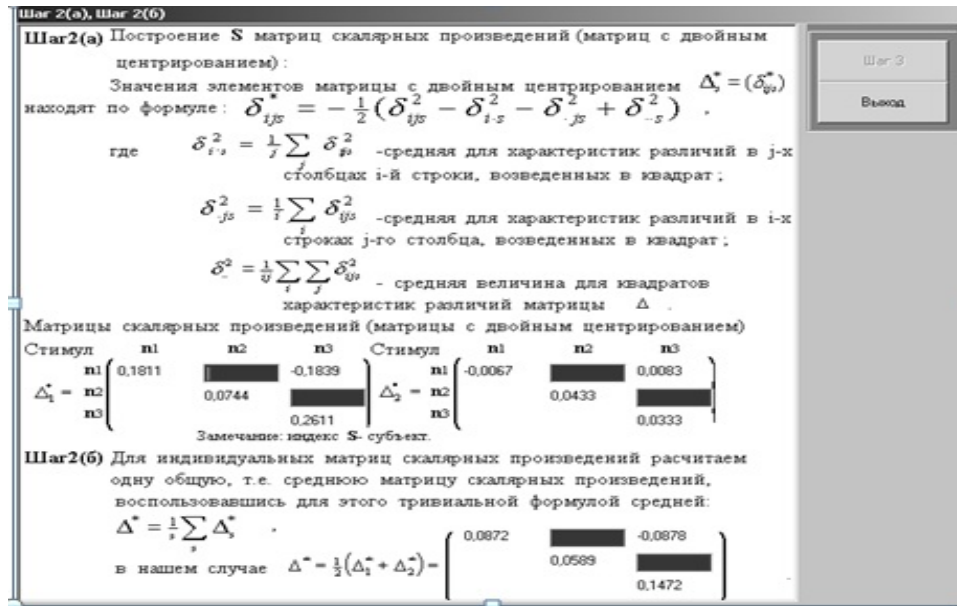 Шаг 2(а), Шаг 2(б)
Шаг2(а) Построение S матриц скалярных произведений (матриц с двойным
центрированием) :
Значения элементов матрицы с двойным центрированием Δ*ₛ = (δ*ᵢⱼₛ)
находят по формуле : δ*ᵢⱼₛ = − 1/2 (δ²ᵢⱼₛ − δ²ᵢ.ₛ − δ².ⱼₛ + δ²..ₛ) .
где δ²ᵢ.ₛ = 1/j ∑ⱼ δ²ᵢⱼₛ -средняя для характеристик различий в j-х
столбцах i-й строки, возведенных в квадрат ;
δ².ⱼₛ = 1/i ∑ᵢ δ²ᵢⱼₛ -средняя для характеристик различий в i-х
строках j-го столбца, возведенных в квадрат ;
δ².. = 1/ij ∑ᵢ ∑ⱼ δ²ᵢⱼₛ - средняя величина для квадратов
характеристик различий матрицы Δ .
Матрицы скалярных произведений (матрицы с двойным центрированием)
Стимул n1 n2 n3 Стимул n1 n2 n3
n1 0,1811 -0,1839 n1 -0,0067 0,0083
Δ*₁ = n2 0,0744 Δ*₂ = n2 0,0433
n3 0,2611 n3 0,0333
Замечание: индекс S- субъект.
Шаг2(б) Для индивидуальных матриц скалярных произведений расчитаем
одну общую, т.е. среднюю матрицу скалярных произведений,
воспользовавшись для этого тривиальной формулой средней:
Δ* = 1/s ∑ₛ Δ*ₛ .
0,0872 -0,0878
в нашем случае Δ* = 1/2 (Δ*₁ + Δ*₂) = 0,0589
0,1472
Шаг 3
Выход